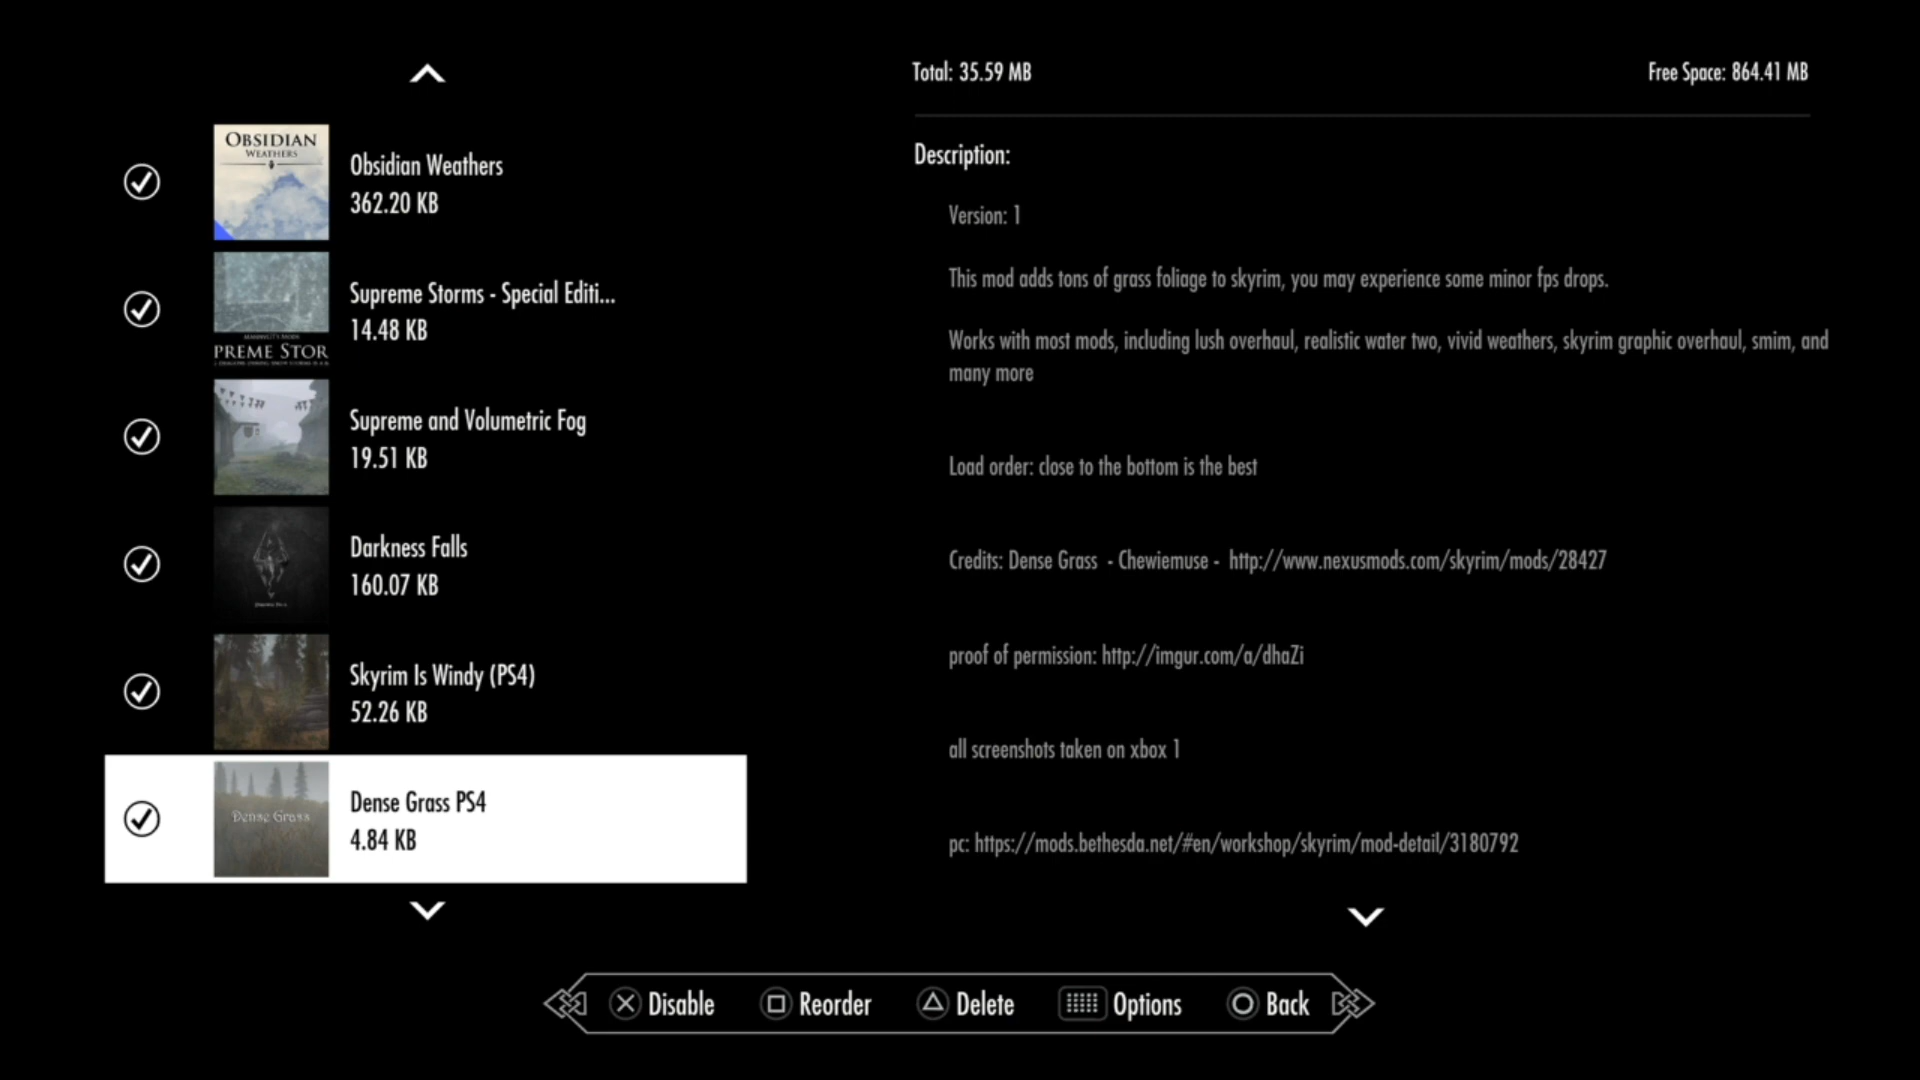 Total: 35.59 MB
Free Space: 864.41 MB
OBSIDIAN
WEATHERS
Obsidian Weathers
362.20 KB
Supreme Storms - Special Editi...
14.48 KB
PREME STOR
Supreme and Volumetric Fog
19.51 KB
Darkness Falls
160.07 KB
Skyrim Is Windy (PS4)
52.26 KB
Dense Grass
Dense Grass PS4
4.84 KB
Description:
Version: 1
This mod adds tons of grass foliage to skyrim, you may experience some minor fps drops.
Works with most mods, including lush overhaul, realistic water two, vivid weathers, skyrim graphic overhaul, smim, and
many more
Load order: close to the bottom is the best
Credits: Dense Grass - Chewiemuse - http://www.nexusmods.com/skyrim/mods/28427
proof of permission: http://imgur.com/a/dhaZi
all screenshots taken on xbox 1
pc: https://mods.bethesda.net/#en/workshop/skyrim/mod-detail/3180792
Disable
Reorder
Delete
Options
Back